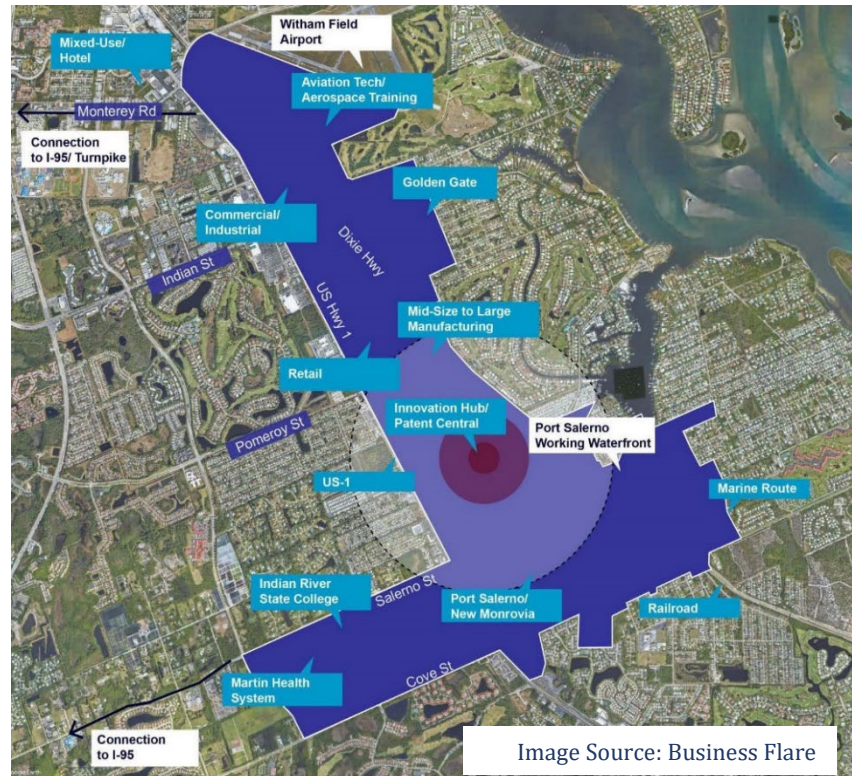 Witham Field
Airport
Mixed-Use/
Hotel
Aviation Tech/
Aerospace Training
Monterey Rd
Connection
to I-95/ Turnpike
Golden Gate
Commercial/
Industrial
Dixie Hwy
Indian St
US Hwy 1
Mid-Size to Large
Manufacturing
Retail
Innovation Hub/
Patent Central
Port Salerno
Working Waterfront
Pomeroy St
US-1
Marine Route
Indian River
State College
Salerno St
Port Salerno/
New Monrovia
Railroad
Martin Health
System
Cove St
Connection
to I-95
Image Source: Business Flare